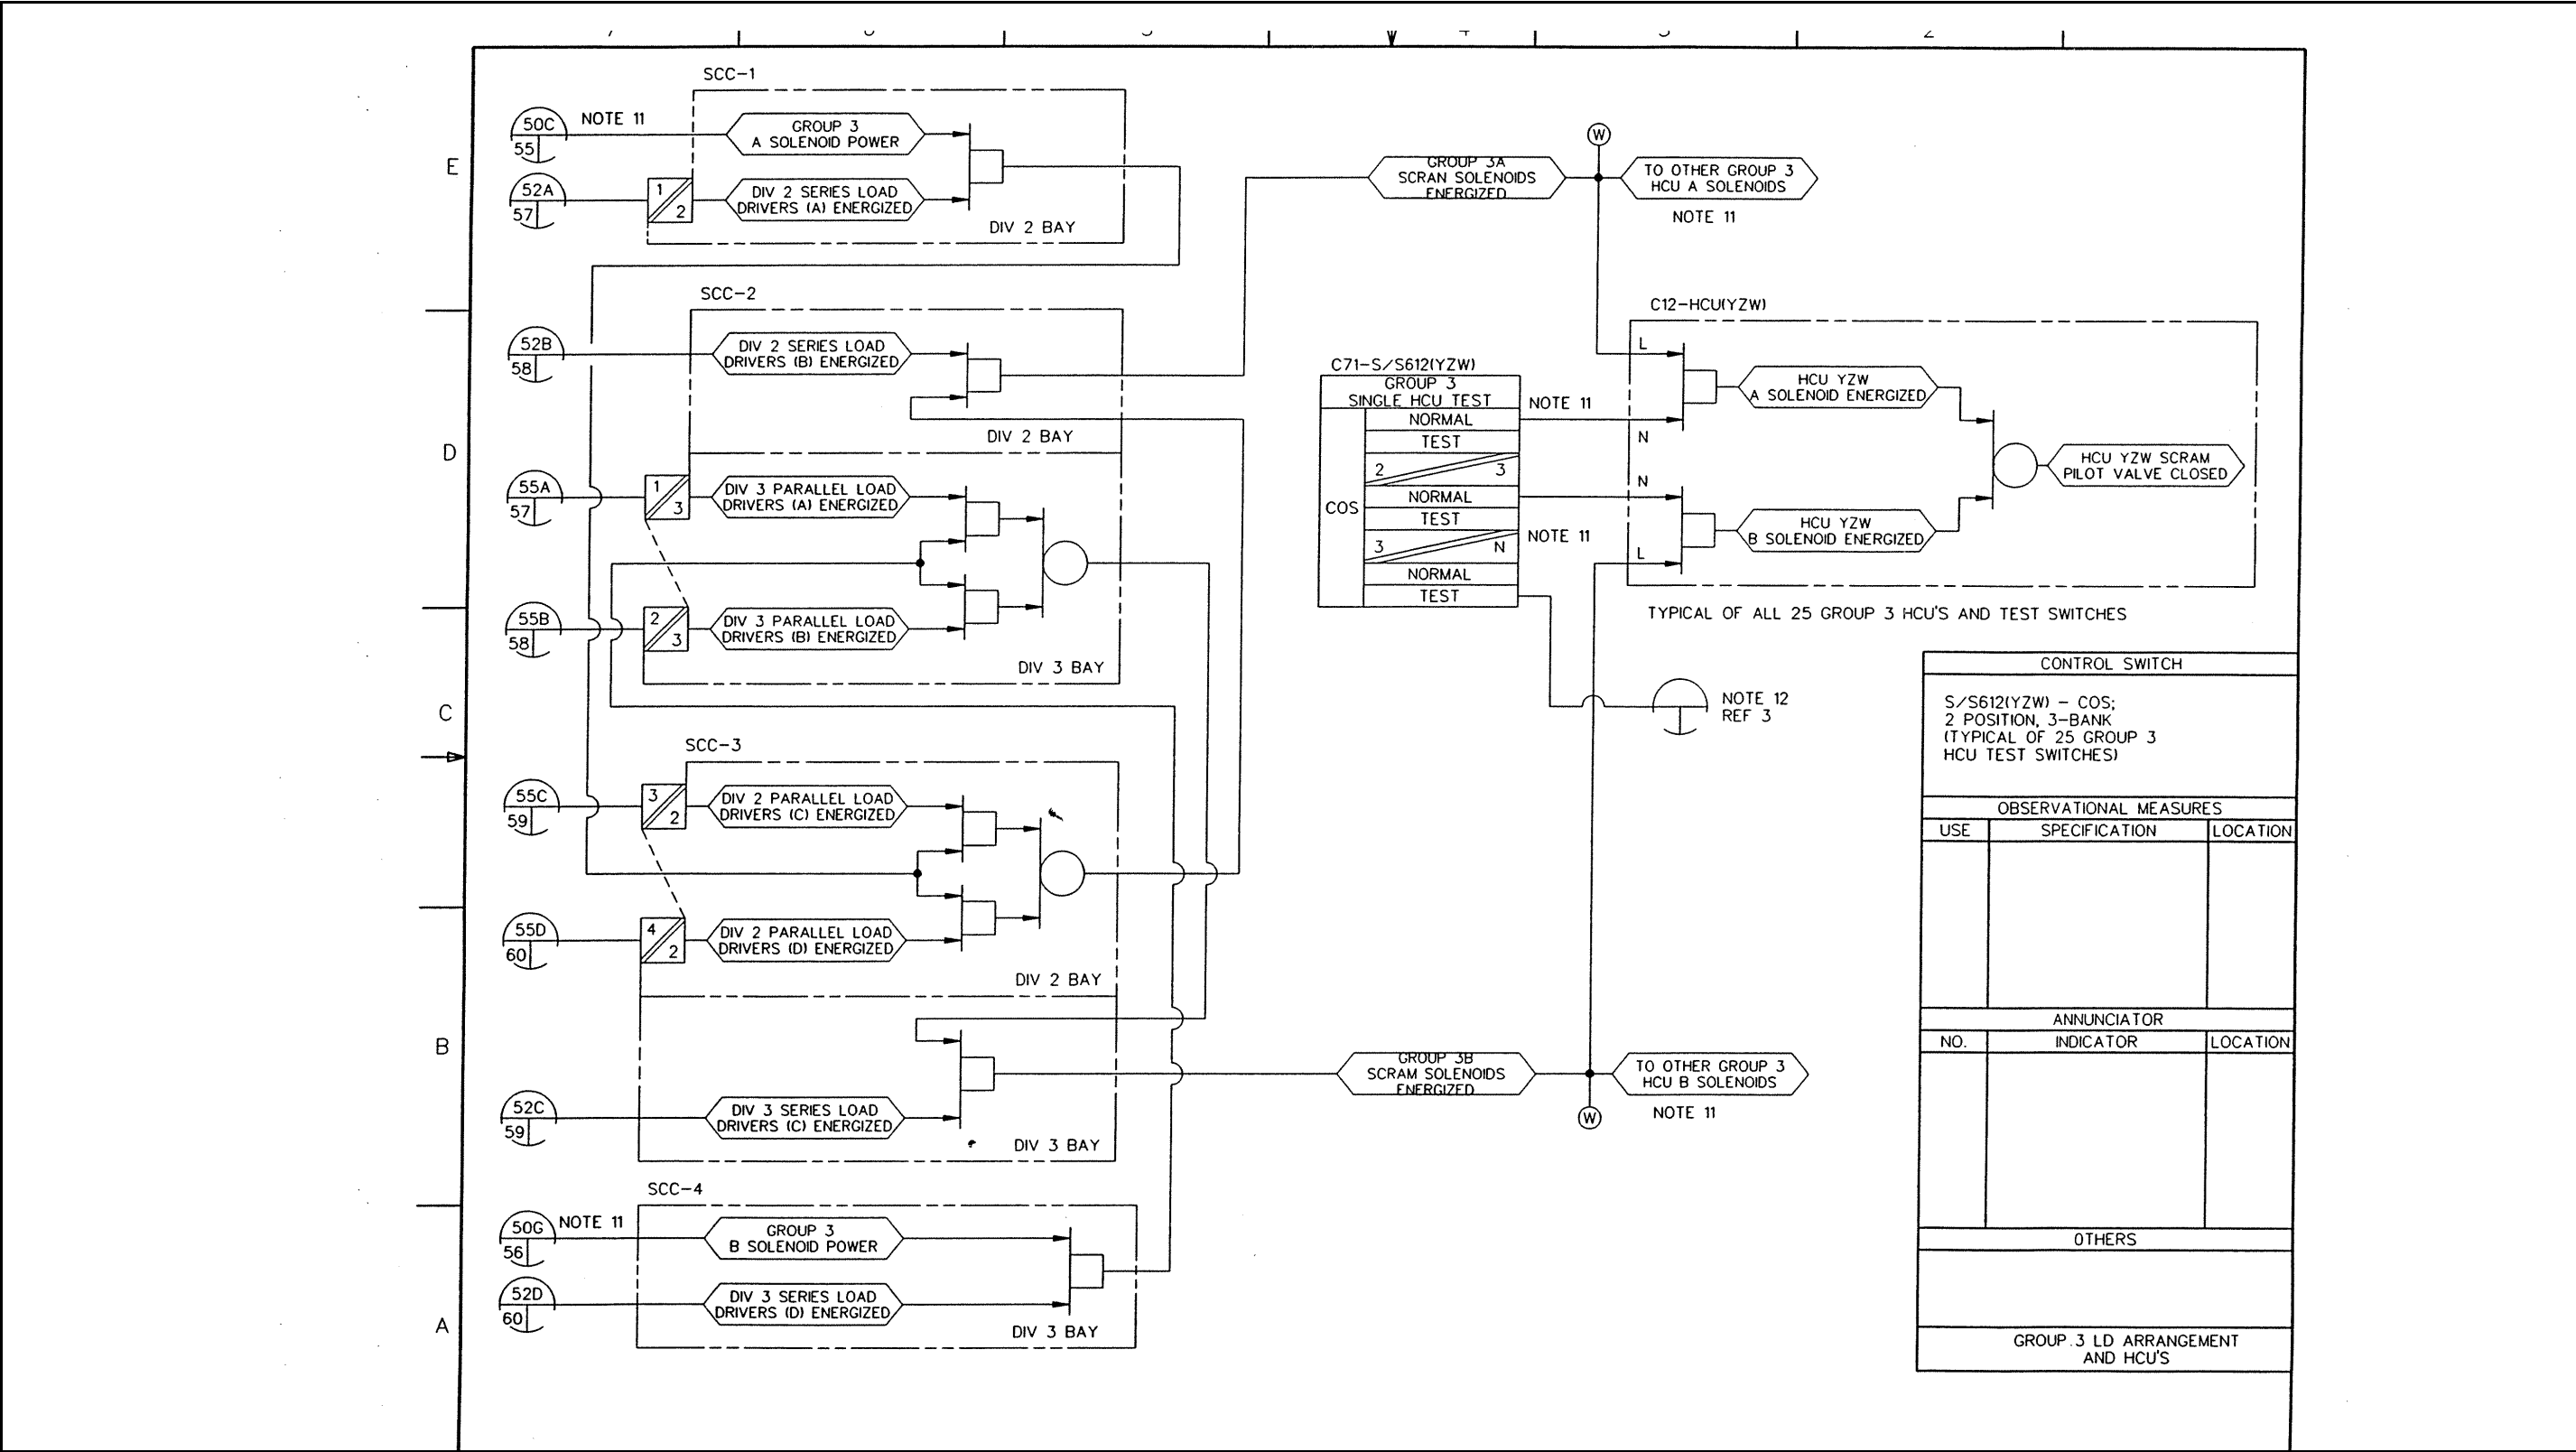 SCC-1
50C
55
NOTE 11
GROUP 3
A SOLENOID POWER
52A
57
1
2
DIV 2 SERIES LOAD
DRIVERS (A) ENERGIZED
DIV 2 BAY
E
SCC-2
52B
58
DIV 2 SERIES LOAD
DRIVERS (B) ENERGIZED
DIV 2 BAY
D
55A
57
1
3
DIV 3 PARALLEL LOAD
DRIVERS (A) ENERGIZED
55B
58
2
3
DIV 3 PARALLEL LOAD
DRIVERS (B) ENERGIZED
DIV 3 BAY
C
SCC-3
55C
59
3
2
DIV 2 PARALLEL LOAD
DRIVERS (C) ENERGIZED
55D
60
4
2
DIV 2 PARALLEL LOAD
DRIVERS (D) ENERGIZED
DIV 2 BAY
B
52C
59
DIV 3 SERIES LOAD
DRIVERS (C) ENERGIZED
DIV 3 BAY
SCC-4
50G
56
NOTE 11
GROUP 3
B SOLENOID POWER
52D
60
DIV 3 SERIES LOAD
DRIVERS (D) ENERGIZED
DIV 3 BAY
A
W
GROUP 3A
SCRAN SOLENOIDS
ENERGIZED
TO OTHER GROUP 3
HCU A SOLENOIDS
NOTE 11
C12-HCU(YZW)
C71-S/S612(YZW)
GROUP 3
SINGLE HCU TEST
NORMAL
TEST
2 3
NORMAL
TEST
3 N
NORMAL
TEST
COS
NOTE 11
NOTE 11
L
N
N
L
HCU YZW
A SOLENOID ENERGIZED
HCU YZW
B SOLENOID ENERGIZED
HCU YZW SCRAM
PILOT VALVE CLOSED
TYPICAL OF ALL 25 GROUP 3 HCU'S AND TEST SWITCHES
NOTE 12
REF 3
GROUP 3B
SCRAM SOLENOIDS
ENERGIZED
TO OTHER GROUP 3
HCU B SOLENOIDS
NOTE 11
W
CONTROL SWITCH
S/S612(YZW) - COS;
2 POSITION, 3-BANK
(TYPICAL OF 25 GROUP 3
HCU TEST SWITCHES)
OBSERVATIONAL MEASURES
USE SPECIFICATION LOCATION
ANNUNCIATOR
NO. INDICATOR LOCATION
OTHERS
GROUP.3 LD ARRANGEMENT
AND HCU'S